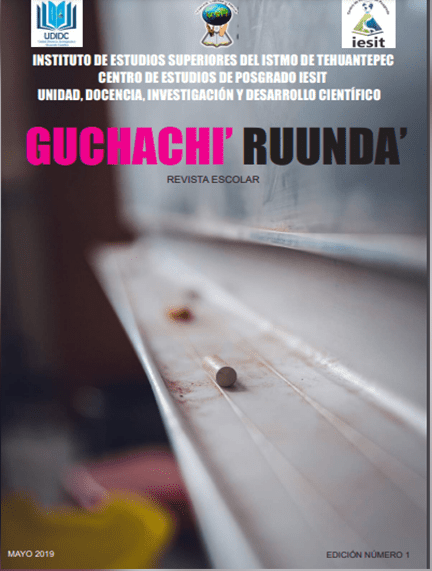 UDIDC
iesit
INSTITUTO DE ESTUDIOS SUPERIORES DEL ISTMO DE TEHUANTEPEC
CENTRO DE ESTUDIOS DE POSGRADO IESIT
UNIDAD, DOCENCIA, INVESTIGACIÓN Y DESARROLLO CIENTÍFICO
GUCHACHI’ RUUNDA’
REVISTA ESCOLAR
MAYO 2019
EDICIÓN NÚMERO 1